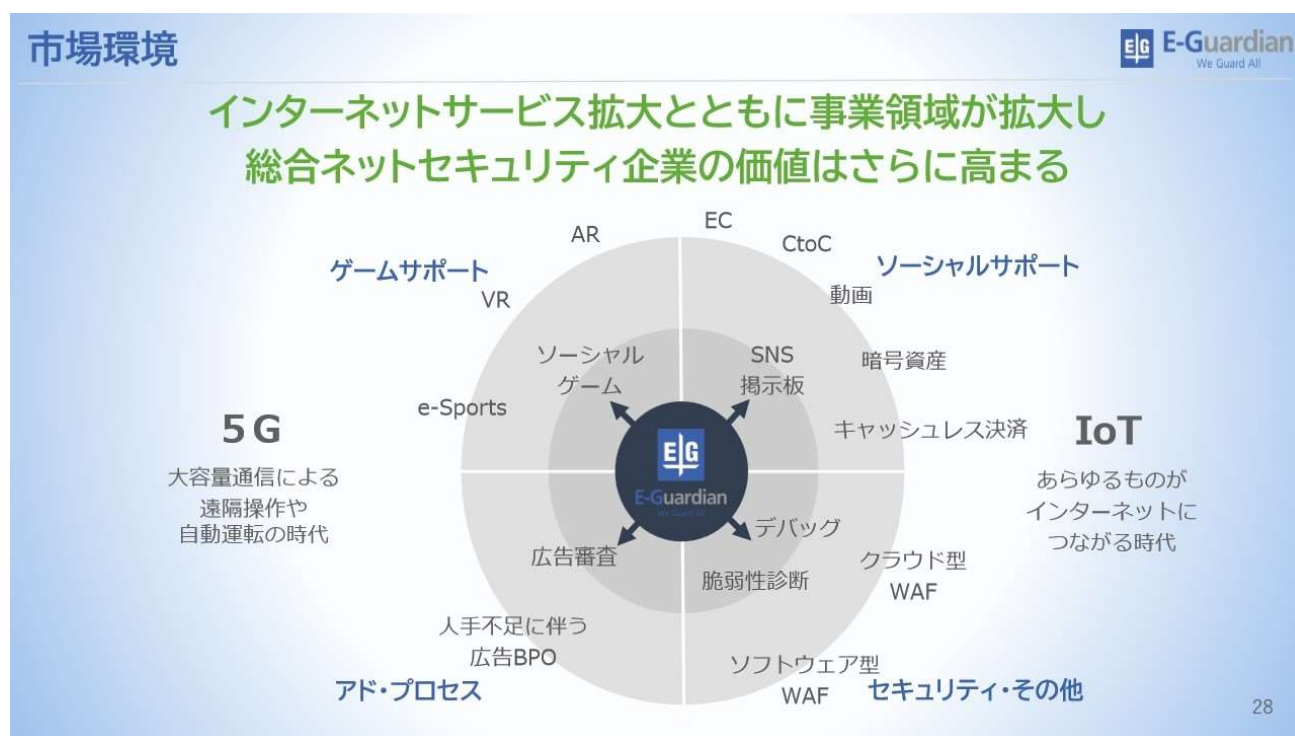 市場環境
E|G E-Guardian
We Guard All
インターネットサービス拡大とともに事業領域が拡大し
総合ネットセキュリティ企業の価値はさらに高まる
ゲームサポート
AR
VR
e-Sports
ソーシャル
ゲーム
EC
CtoC
動画
ソーシャルサポート
暗号資産
キャッシュレス決済
SNS
掲示板
5G
大容量通信による
遠隔操作や
自動運転の時代
E|G
E-Guardian
We Guard All
IoT
あらゆるものが
インターネットに
つながる時代
広告審査
人手不足に伴う
広告BPO
アド・プロセス
デバッグ
脆弱性診断
クラウド型
WAF
ソフトウェア型
WAF
セキュリティ・その他
28